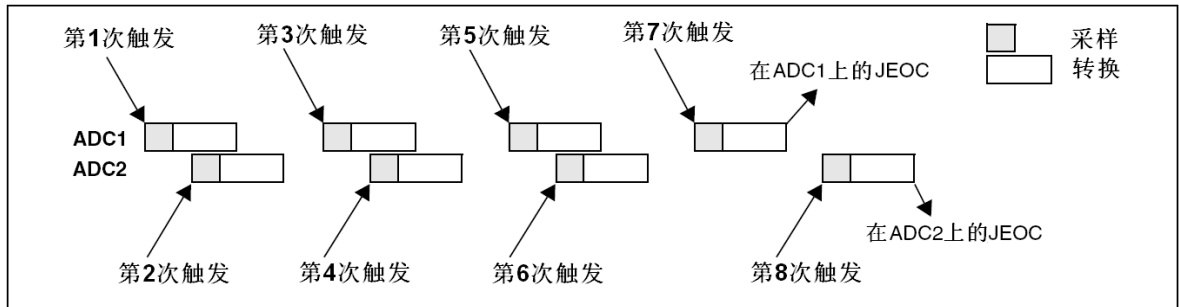 第1次触发
第3次触发
第5次触发
第7次触发
采样
转换
在ADC1上的JEOC
ADC1
ADC2
在ADC2上的JEOC
第2次触发
第4次触发
第6次触发
第8次触发